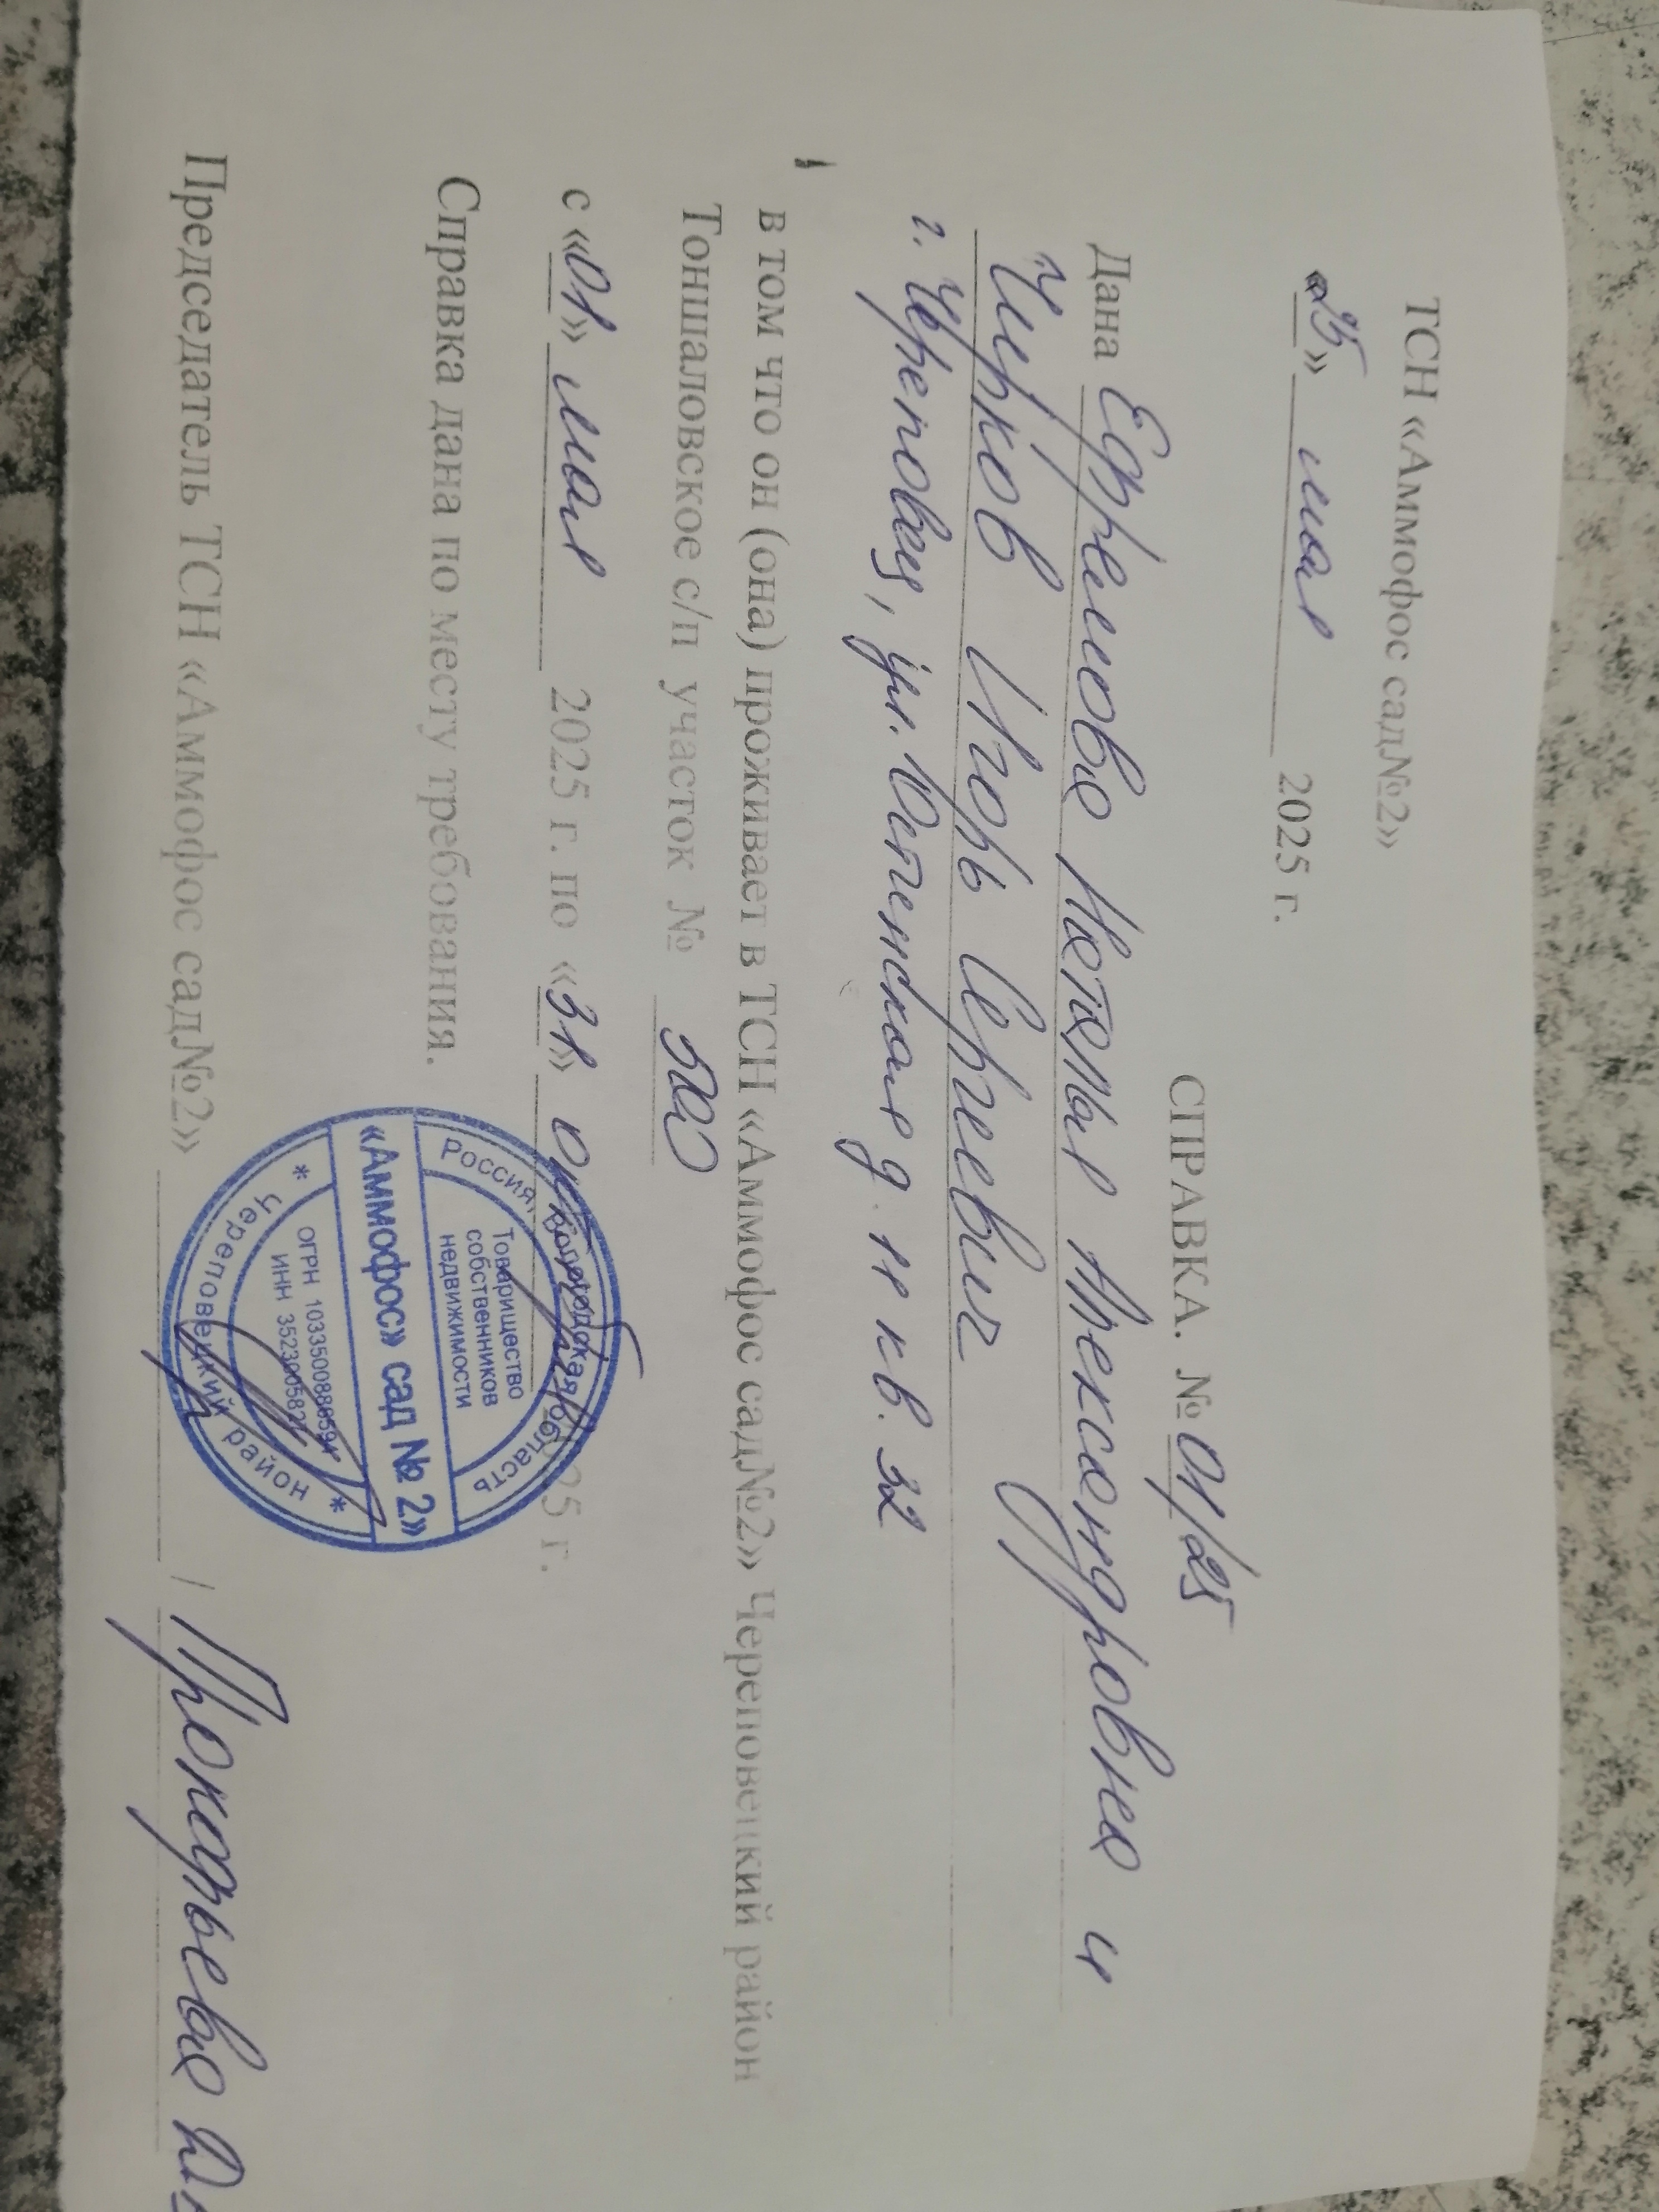 ТСН «Аммофос сад№2»
«25» мая 2025 г.
СПРАВКА. № 01/25
Дана Ефремова Наталья Александровна и
Чирков Игорь Сергеевич
г. Череповец, ул. д. 11 кв. 32
в том что он (она) проживает в ТСН «Аммофос сад№2» Череповецкий район
Тоншаловское с/п участок №
с «01» мая 2025 г. по «31» октября 2025 г.
Справка дана по месту требования.
Председатель ТСН «Аммофос сад№2» /
Россия, Вологодская область
Товарищество
собственников
недвижимости
«Аммофос» сад № 2»
ОГРН
ИНН
* Череповецкий район *